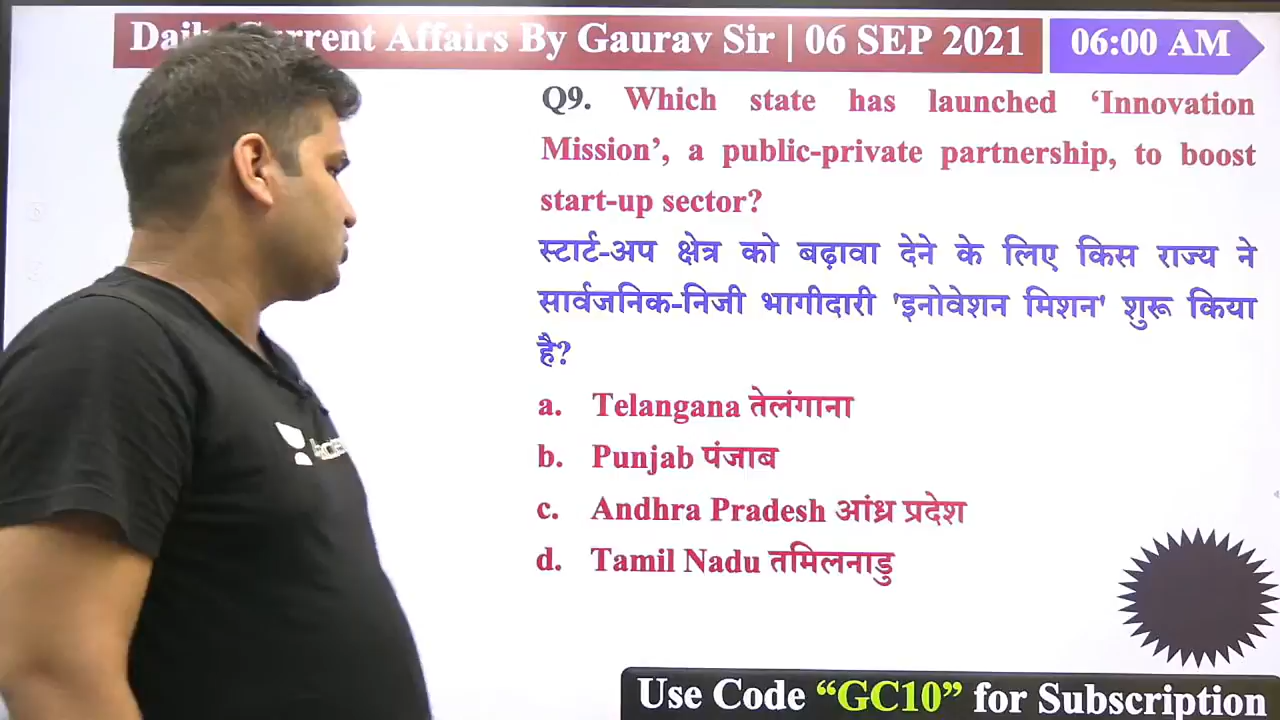 Daily Current Affairs By Gaurav Sir | 06 SEP 2021 06:00 AM
Q9. Which state has launched ‘Innovation
Mission’, a public-private partnership, to boost
start-up sector?
स्टार्ट-अप क्षेत्र को बढ़ावा देने के लिए किस राज्य ने
सार्वजनिक-निजी भागीदारी 'इनोवेशन मिशन' शुरू किया
है?
a. Telangana तेलंगाना
b. Punjab पंजाब
c. Andhra Pradesh आंध्र प्रदेश
d. Tamil Nadu तमिलनाडु
Use Code “GC10” for Subscription